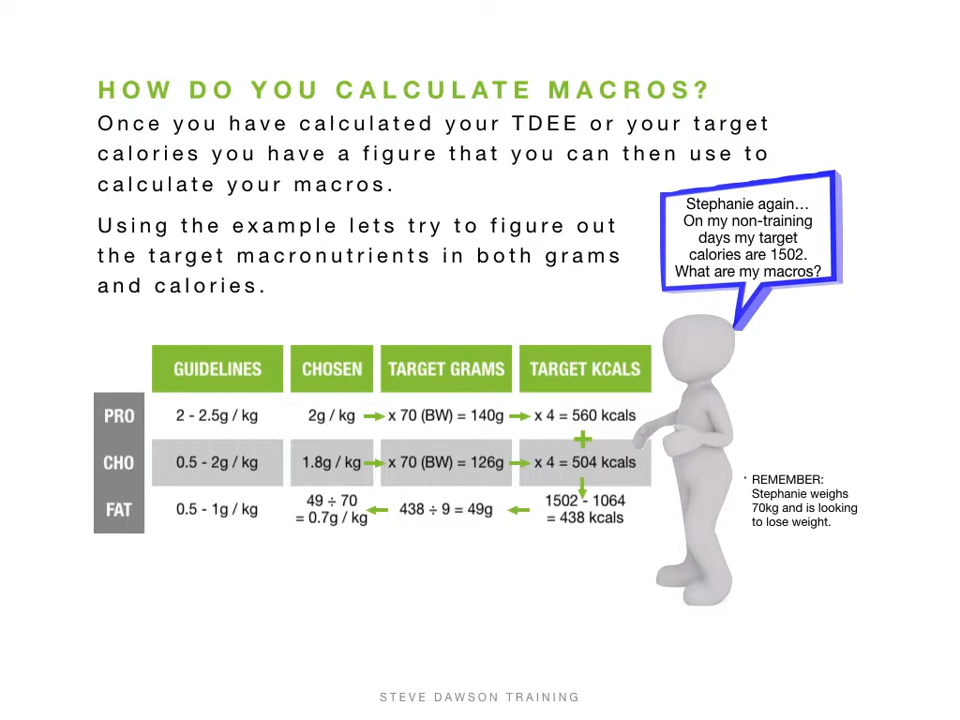 HOW DO YOU CALCULATE MACROS?
Once you have calculated your TDEE or your target
calories you have a figure that you can then use to
calculate your macros.
Using the example lets try to figure out
the target macronutrients in both grams
and calories.
Stephanie again…
On my non-training
days my target
calories are 1502.
What are my macros?
GUIDELINES CHOSEN TARGET GRAMS TARGET KCALS
PRO 2 - 2.5g / kg 2g / kg x 70 (BW) = 140g x 4 = 560 kcals
+
CHO 0.5 - 2g / kg 1.8g / kg x 70 (BW) = 126g x 4 = 504 kcals
FAT 0.5 - 1g / kg 49 ÷ 70 = 0.7g / kg 438 ÷ 9 = 49g 1502 - 1064 = 438 kcals
* REMEMBER:
Stephanie weighs
70kg and is looking
to lose weight.
STEVE DAWSON TRAINING